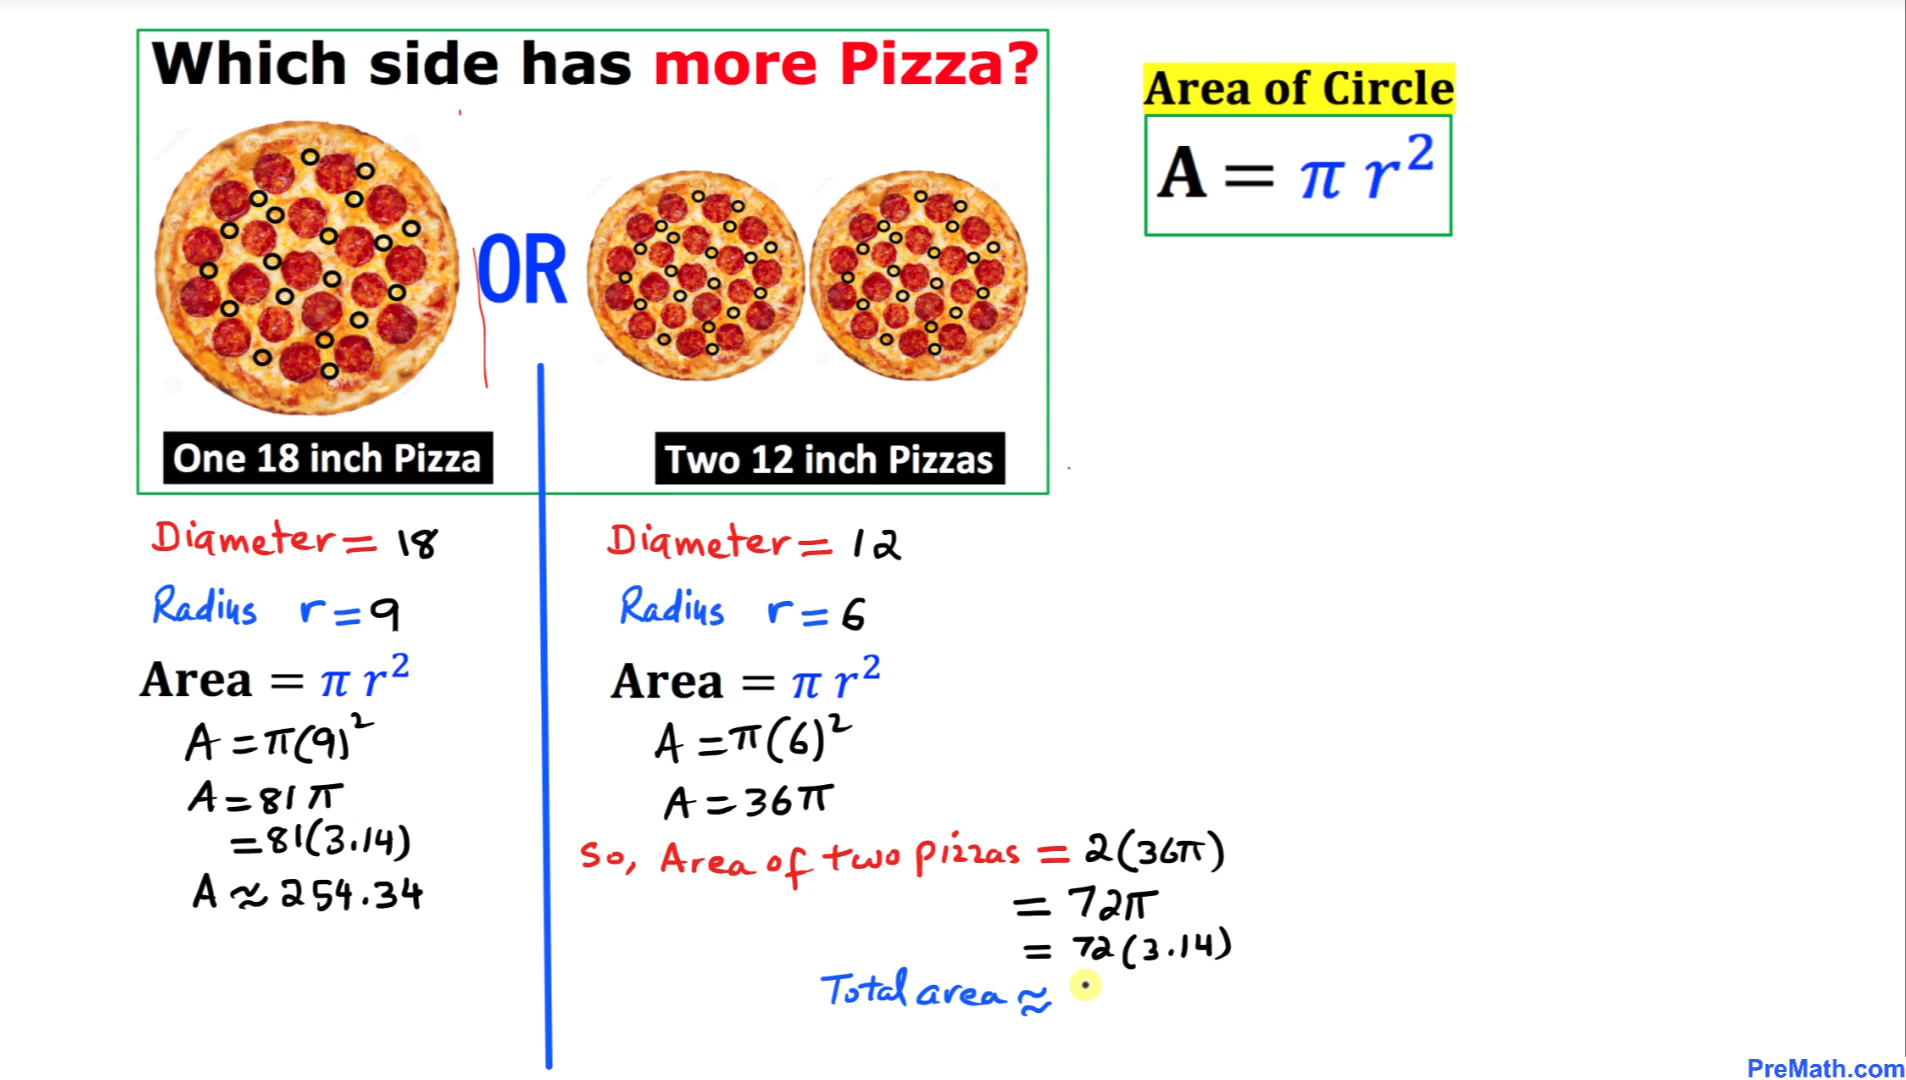 Which side has more Pizza?
OR
One 18 inch Pizza
Two 12 inch Pizzas
Area of Circle
A = π r²
Diameter = 18
Radius r = 9
Area = π r²
A = π(9)²
A = 81π
= 81(3.14)
A ≈ 254.34
Diameter = 12
Radius r = 6
Area = π r²
A = π(6)²
A = 36π
So, Area of two pizzas = 2(36π)
= 72π
= 72(3.14)
Total area ≈
PreMath.com